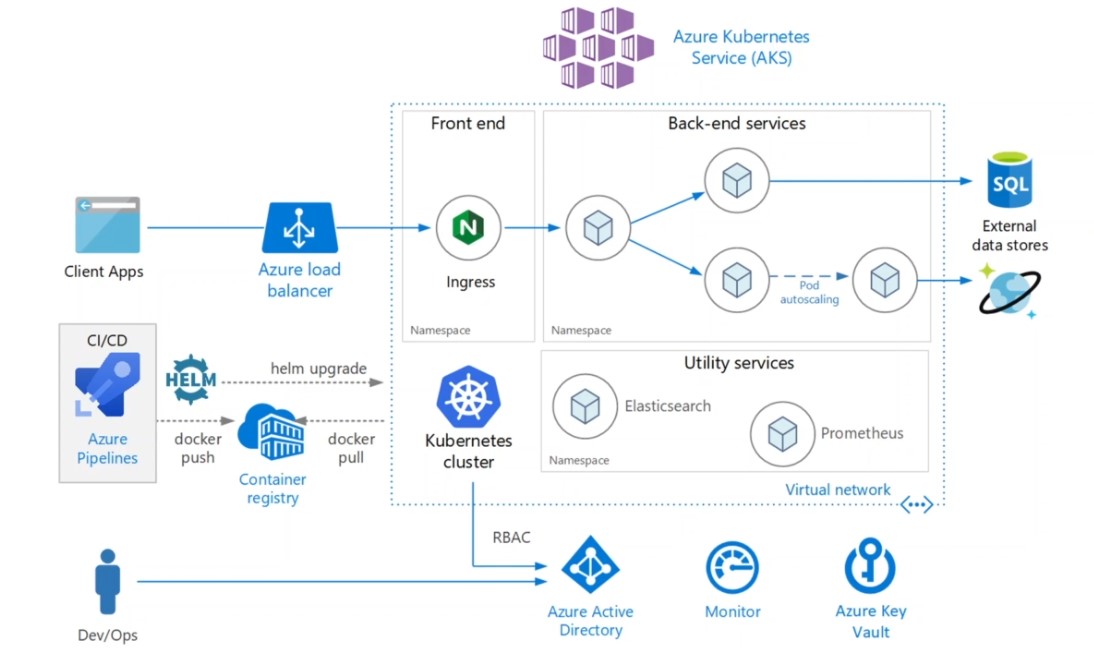 Azure Kubernetes
Service (AKS)
Front end
Back-end services
SQL
External
data stores
Client Apps
Azure load
balancer
N
Ingress
Pod
autoscaling
Namespace
Namespace
CI/CD
HELM
helm upgrade
Azure
Pipelines
docker
push
docker
pull
Container
registry
Kubernetes
cluster
Utility services
Elasticsearch
Prometheus
Namespace
Virtual network
RBAC
Dev/Ops
Azure Active
Directory
Monitor
Azure Key
Vault